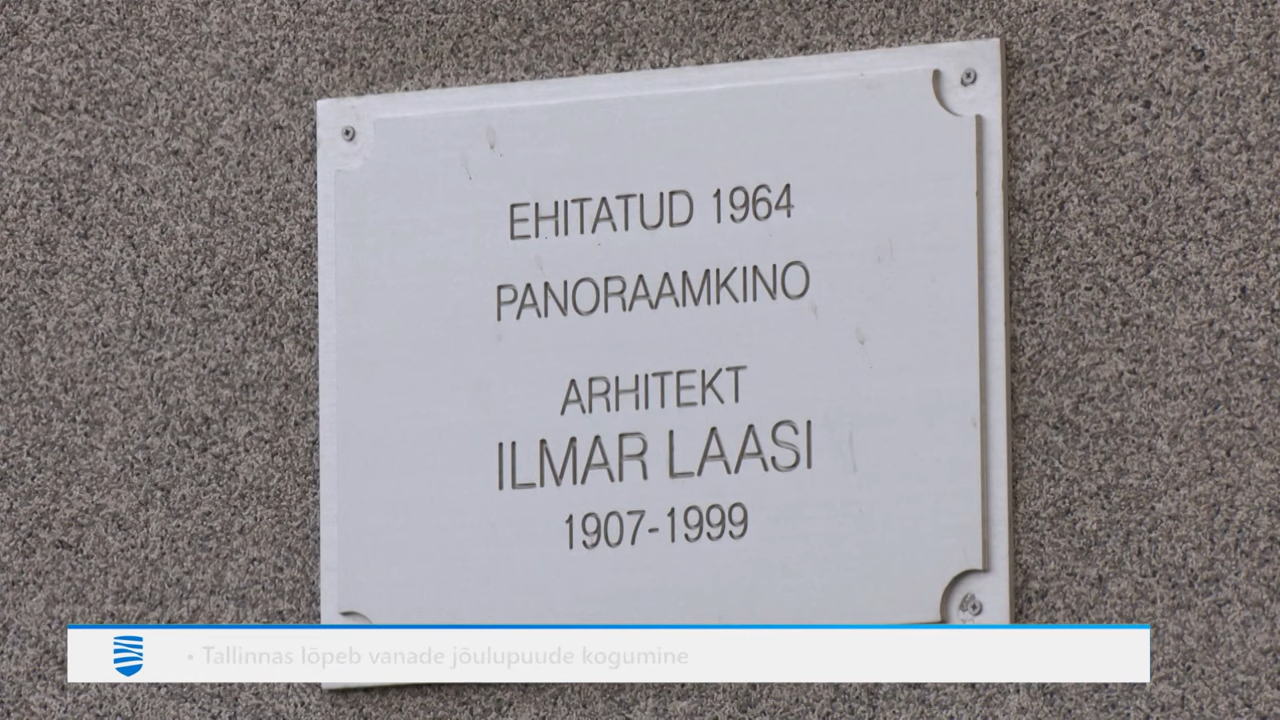 EHITATUD 1964
PANORAAMKINO
ARHITEKT
ILMAR LAASI
1907-1999
• Tallinnas lõpeb vanade jõulupuude kogumine